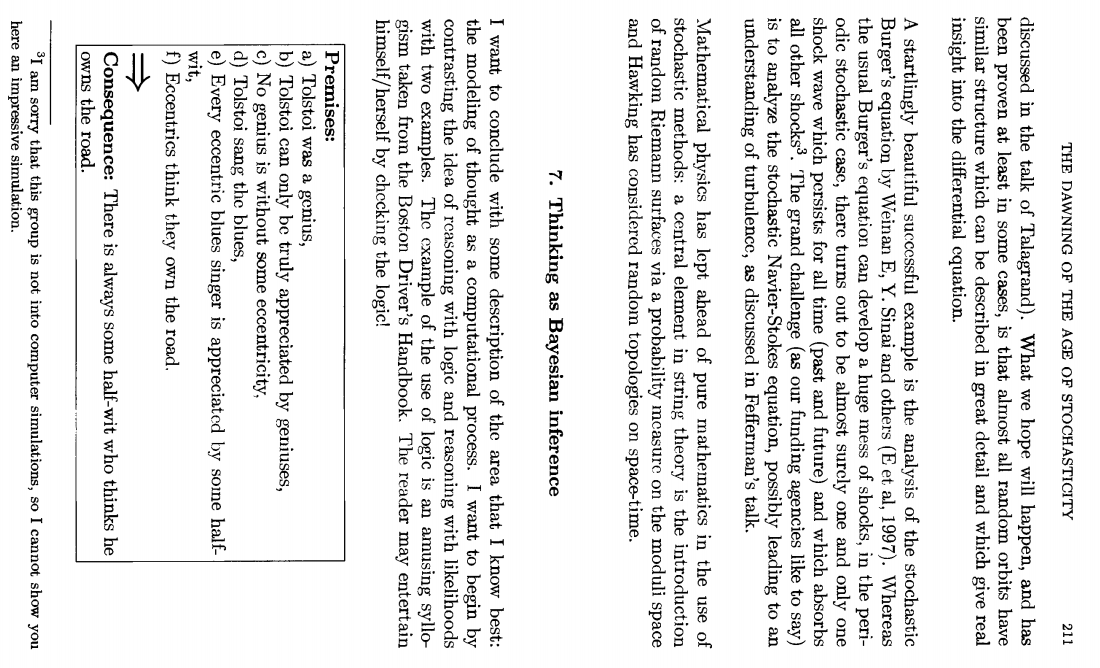 THE DAWNING OF THE AGE OF STOCHASTICITY 211
discussed in the talk of Talagrand). What we hope will happen, and has
been proven at least in some cases, is that almost all random orbits have
similar structure which can be described in great detail and which give real
insight into the differential equation.
A startlingly beautiful successful example is the analysis of the stochastic
Burger's equation by Weinan E, Y. Sinai and others (E et al, 1997). Whereas
the usual Burger's equation can develop a huge mess of shocks, in the peri-
odic stochastic case, there turns out to be almost surely one and only one
shock wave which persists for all time (past and future) and which absorbs
all other shocks³. The grand challenge (as our funding agencies like to say)
is to analyze the stochastic Navier-Stokes equation, possibly leading to an
understanding of turbulence, as discussed in Fefferman's talk.
Mathematical physics has lept ahead of pure mathematics in the use of
stochastic methods: a central element in string theory is the introduction
of random Riemann surfaces via a probability measure on the moduli space
and Hawking has considered random topologies on space-time.
7. Thinking as Bayesian inference
I want to conclude with some description of the area that I know best:
the modeling of thought as a computational process. I want to begin by
contrasting the idea of reasoning with logic and reasoning with likelihoods
with two examples. The example of the use of logic is an amusing syllo-
gism taken from the Boston Driver's Handbook. The reader may entertain
himself/herself by checking the logic!
Premises:
a) Tolstoi was a genius,
b) Tolstoi can only be truly appreciated by geniuses,
c) No genius is without some eccentricity,
d) Tolstoi sang the blues,
e) Every eccentric blues singer is appreciated by some half-
wit,
f) Eccentrics think they own the road.
⟹
Consequence: There is always some half-wit who thinks he
owns the road.
³I am sorry that this group is not into computer simulations, so I cannot show you
here an impressive simulation.